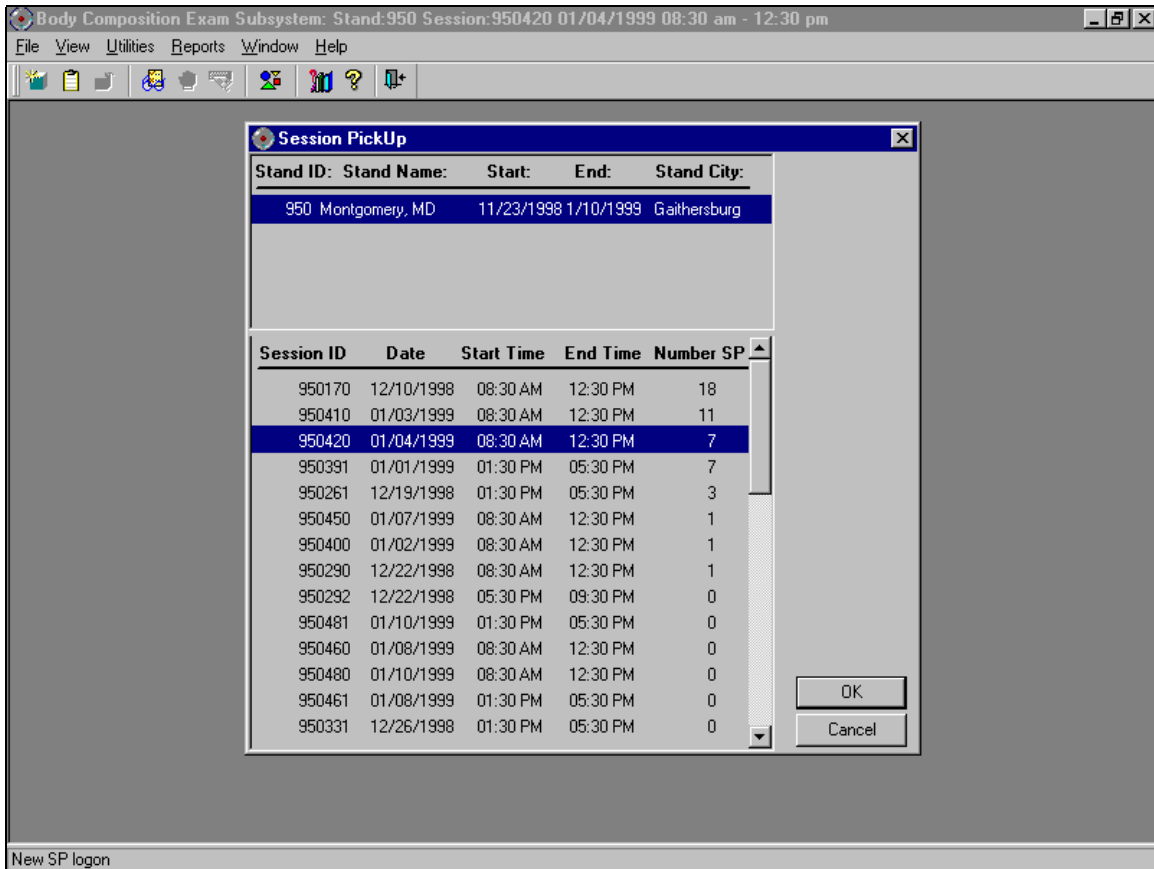 Body Composition Exam Subsystem: Stand:950 Session:950420 01/04/1999 08:30 am - 12:30 pm
File View Utilities Reports Window Help
Session PickUp
Stand ID: Stand Name: Start: End: Stand City:
950 Montgomery, MD 11/23/1998 1/10/1999 Gaithersburg
Session ID Date Start Time End Time Number SP
950170 12/10/1998 08:30 AM 12:30 PM 18
950410 01/03/1999 08:30 AM 12:30 PM 11
950420 01/04/1999 08:30 AM 12:30 PM 7
950391 01/01/1999 01:30 PM 05:30 PM 7
950261 12/19/1998 01:30 PM 05:30 PM 3
950450 01/07/1999 08:30 AM 12:30 PM 1
950400 01/02/1999 08:30 AM 12:30 PM 1
950290 12/22/1998 08:30 AM 12:30 PM 1
950292 12/22/1998 05:30 PM 09:30 PM 0
950481 01/10/1999 01:30 PM 05:30 PM 0
950460 01/08/1999 08:30 AM 12:30 PM 0
950480 01/10/1999 08:30 AM 12:30 PM 0
950461 01/08/1999 01:30 PM 05:30 PM 0
950331 12/26/1998 01:30 PM 05:30 PM 0
OK
Cancel
New SP logon